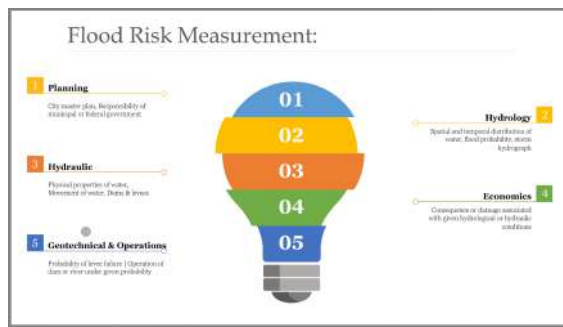 Flood Risk Measurement:
1 Planning
City master plan, Responsibility of
municipal or federal government
3 Hydraulic
Physical properties of water,
Movement of water, Dams & levees
5 Geotechnical & Operations
Probability of levee failure | Operation of
dam or river under given probability
01
02
03
04
05
Hydrology 2
Spatial and temporal distribution of
water, flood probability, storm
hydrograph
Economics 4
Consequences or damage associated
with given hydrological or hydraulic
conditions